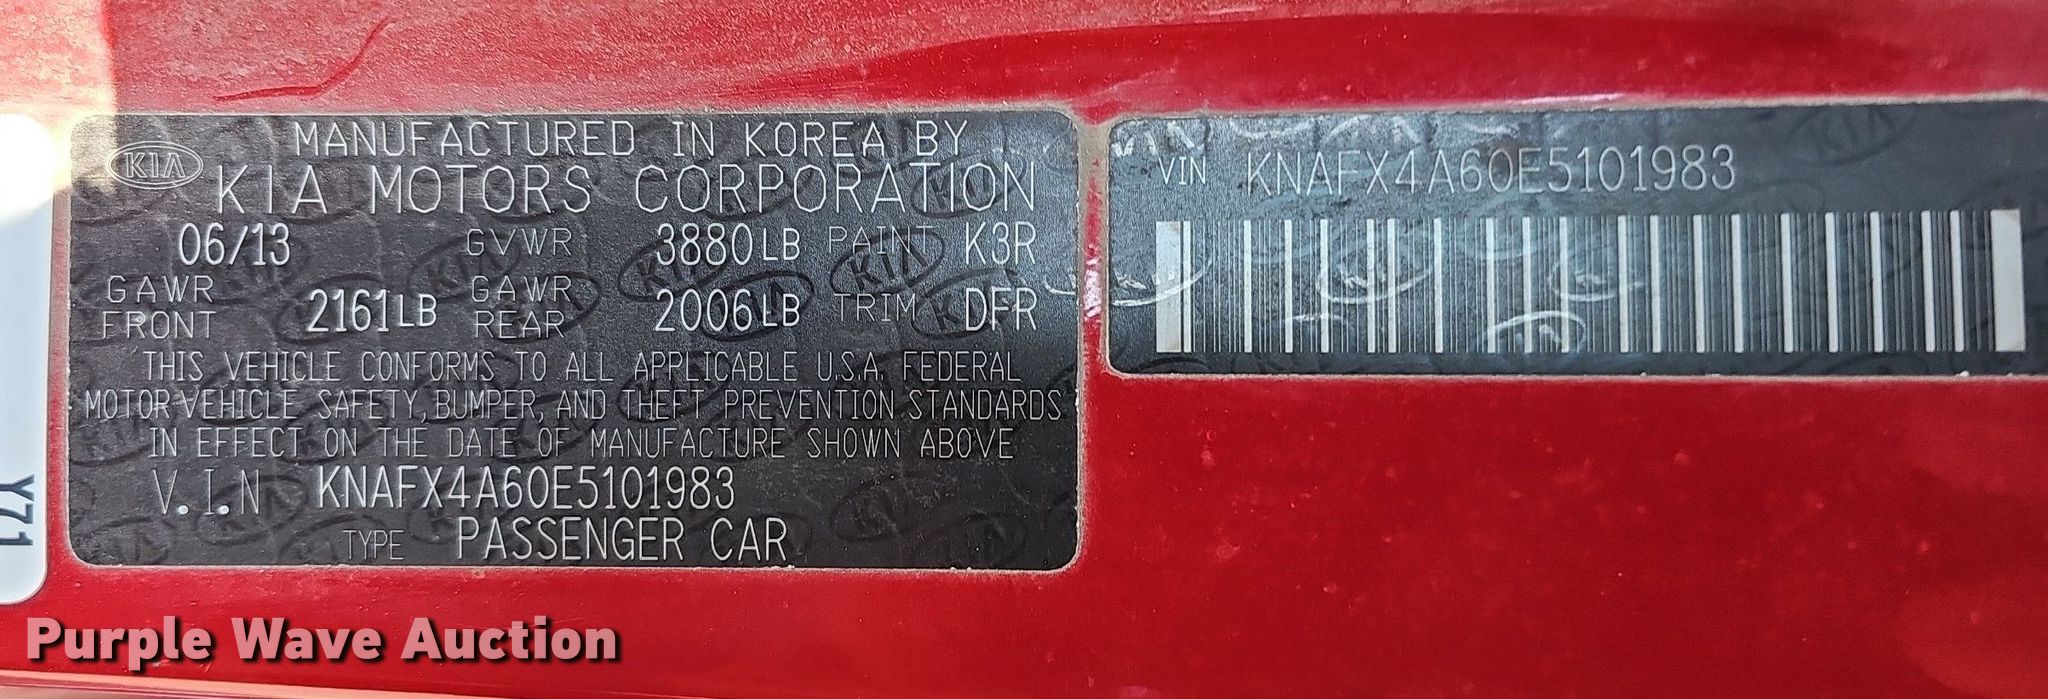 MANUFACTURED IN KOREA BY
KIA
KIA MOTORS CORPORATION
06/13 GVWR 3880LB PAINT K3R
GAWR FRONT 2161LB GAWR REAR 2006LB TRIM DFR
THIS VEHICLE CONFORMS TO ALL APPLICABLE U.S.A. FEDERAL
MOTOR VEHICLE SAFETY, BUMPER, AND THEFT PREVENTION STANDARDS
IN EFFECT ON THE DATE OF MANUFACTURE SHOWN ABOVE
V.I.N KNAFX4A60E5101983
TYPE PASSENGER CAR
VIN KNAFX4A60E5101983
Y71
Purple Wave Auction